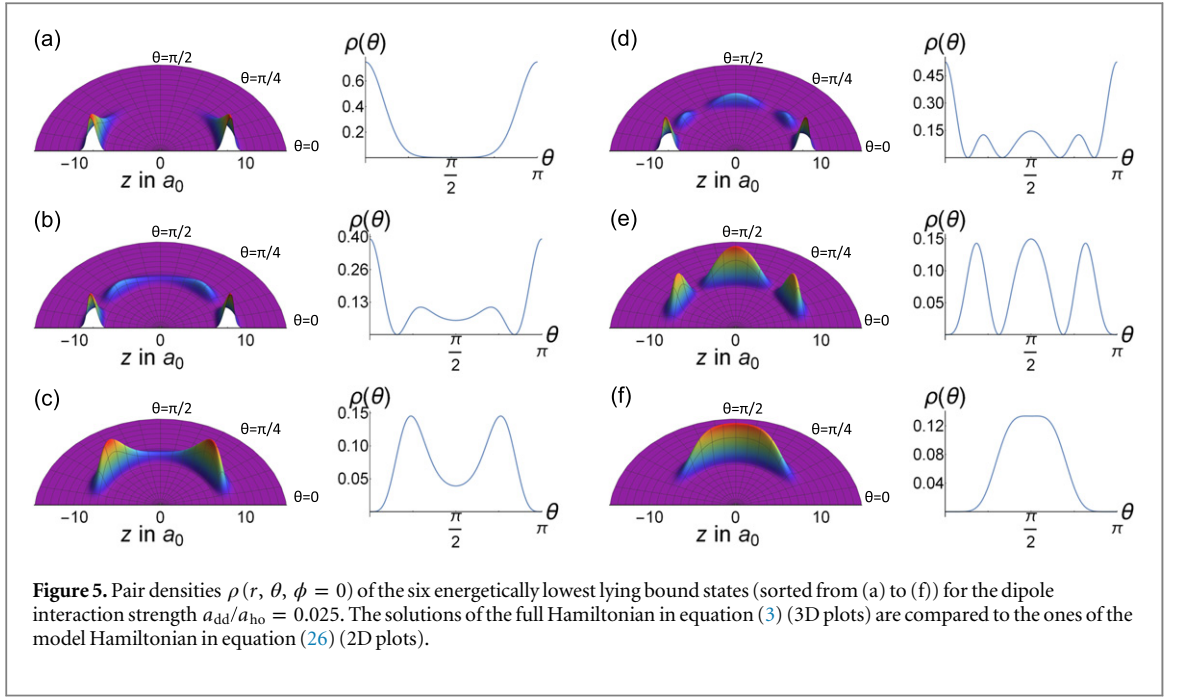 (a)
θ=π/2
θ=π/4
θ=0
−10 0 10
z in a0
ρ(θ)
0.6
0.4
0.2
π/2
π
θ
(d)
θ=π/2
θ=π/4
θ=0
−10 0 10
z in a0
ρ(θ)
0.45
0.30
0.15
π/2
π
θ
(b)
θ=π/2
θ=π/4
θ=0
−10 0 10
z in a0
ρ(θ)
0.40
0.26
0.13
π/2
π
θ
(e)
θ=π/2
θ=π/4
θ=0
−10 0 10
z in a0
ρ(θ)
0.15
0.10
0.05
π/2
π
θ
(c)
θ=π/2
θ=π/4
θ=0
−10 0 10
z in a0
ρ(θ)
0.15
0.10
0.05
π/2
π
θ
(f)
θ=π/2
θ=π/4
θ=0
−10 0 10
z in a0
ρ(θ)
0.12
0.08
0.04
π/2
π
θ
Figure 5. Pair densities ρ(r, θ, ϕ = 0) of the six energetically lowest lying bound states (sorted from (a) to (f)) for the dipole
interaction strength add/aho = 0.025. The solutions of the full Hamiltonian in equation (3) (3D plots) are compared to the ones of the
model Hamiltonian in equation (26) (2D plots).